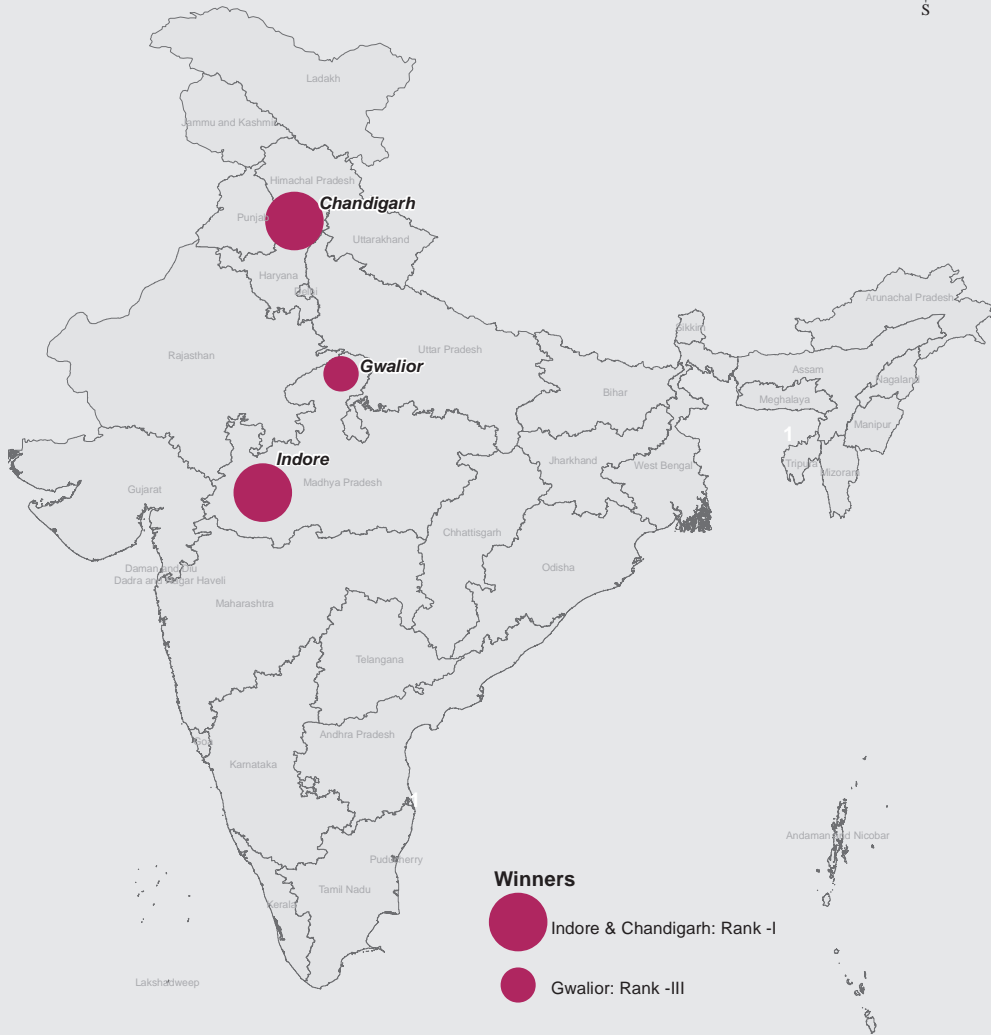 S
Ladakh
Jammu and Kashmir
Himachal Pradesh
Chandigarh
Punjab
Uttarakhand
Haryana
Delhi
Arunachal Pradesh
Sikkim
Rajasthan
Uttar Pradesh
Gwalior
Assam
Nagaland
Bihar
Meghalaya
Manipur
1
Indore
Jharkhand
West Bengal
Tripura
Mizoram
Madhya Pradesh
Gujarat
Chhattisgarh
Daman and Diu
Odisha
Dadra and Nagar Haveli
Maharashtra
Telangana
Andhra Pradesh
Goa
Karnataka
1
Andaman and Nicobar
Puducherry
Tamil Nadu
Kerala
Lakshadweep
Winners
Indore & Chandigarh: Rank -I
Gwalior: Rank -III